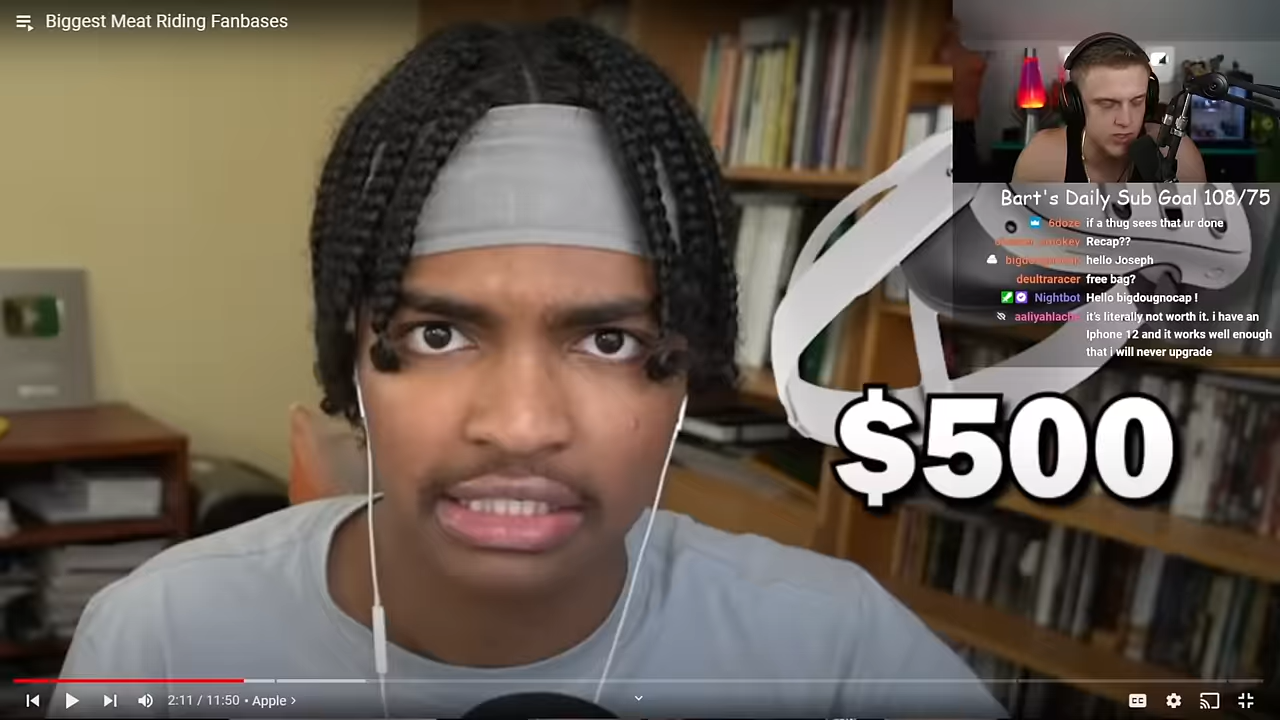 Biggest Meat Riding Fanbases
Bart's Daily Sub Goal 108/75
6doze if a thug sees that ur done
Recap??
hello Joseph
deultraracer free bag?
Nightbot Hello bigdougnocap !
it's literally not worth it. i have an
Iphone 12 and it works well enough
that i will never upgrade
$500
2:11 / 11:50 • Apple >
CC